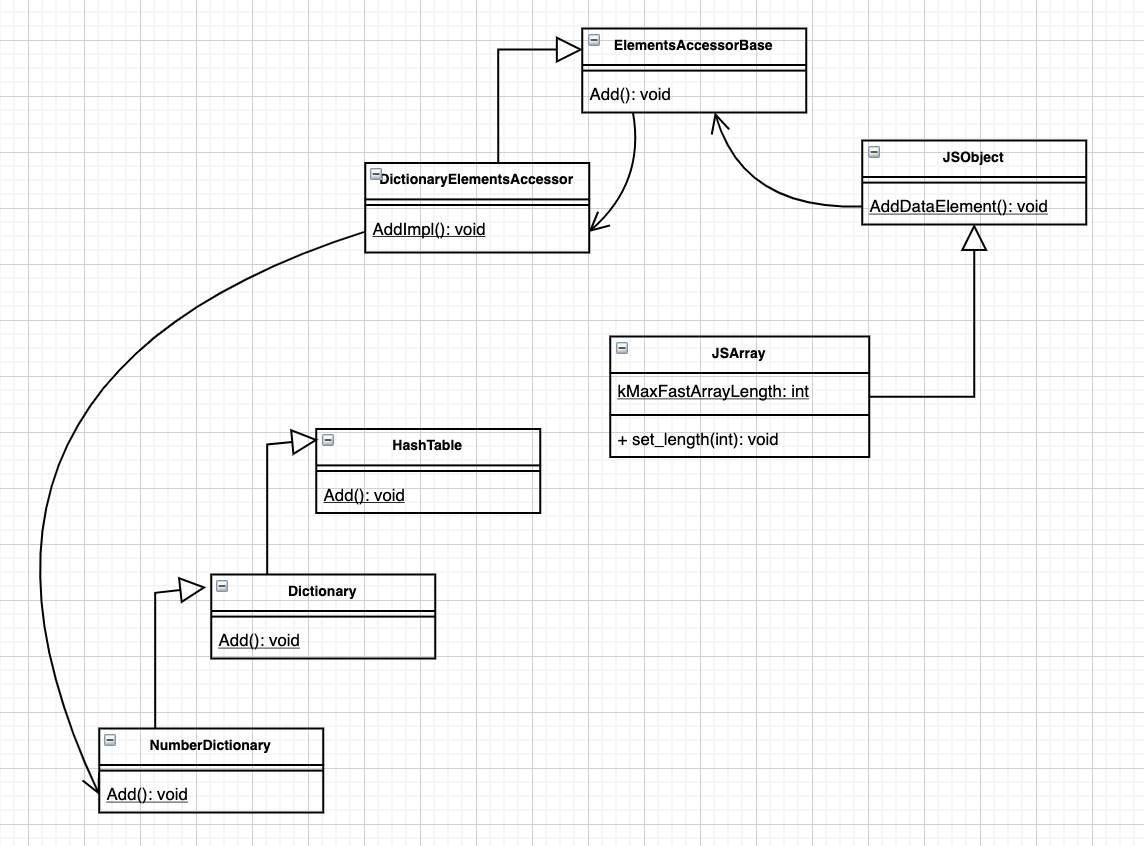 ElementsAccessorBase
Add(): void
JSObject
AddDataElement(): void
DictionaryElementsAccessor
AddImpl(): void
JSArray
kMaxFastArrayLength: int
+ set_length(int): void
HashTable
Add(): void
Dictionary
Add(): void
NumberDictionary
Add(): void